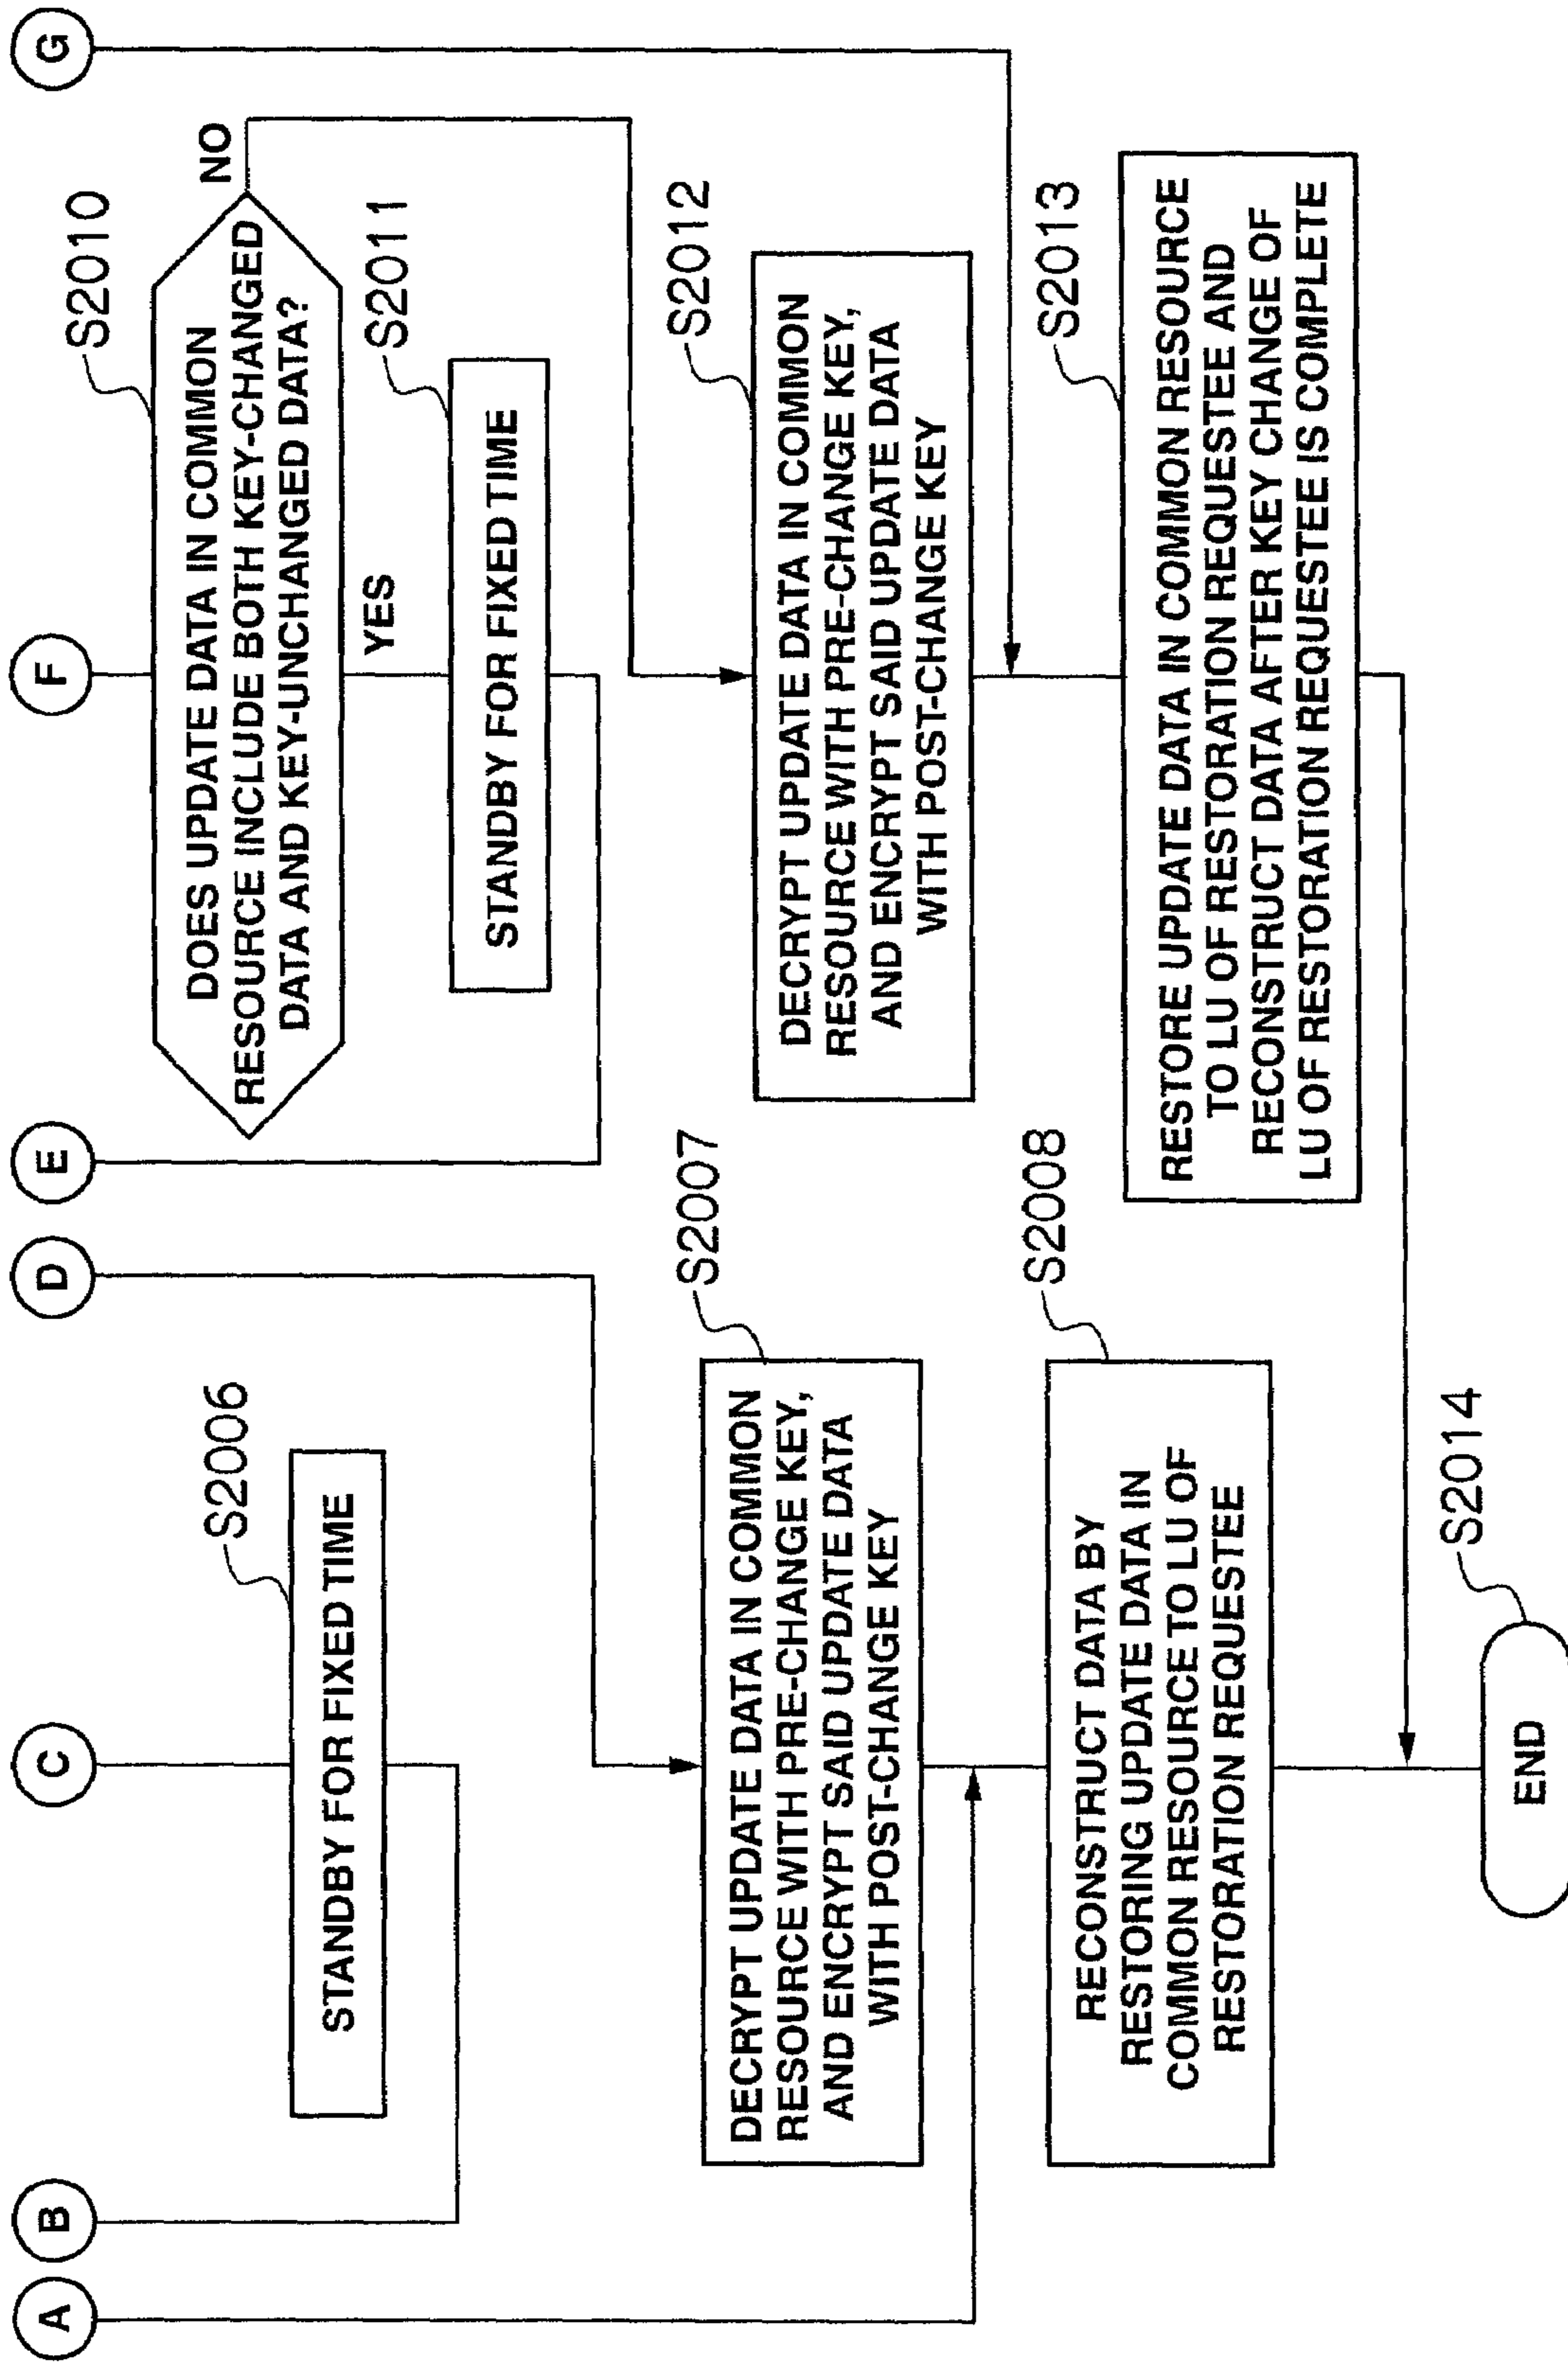 A
B
C
D
E
F
G
S2006
STANDBY FOR FIXED TIME
S2010
DOES UPDATE DATA IN COMMON
RESOURCE INCLUDE BOTH KEY-CHANGED
DATA AND KEY-UNCHANGED DATA?
NO
YES
S2011
STANDBY FOR FIXED TIME
S2007
DECRYPT UPDATE DATA IN COMMON
RESOURCE WITH PRE-CHANGE KEY,
AND ENCRYPT SAID UPDATE DATA
WITH POST-CHANGE KEY
S2012
DECRYPT UPDATE DATA IN COMMON
RESOURCE WITH PRE-CHANGE KEY,
AND ENCRYPT SAID UPDATE DATA
WITH POST-CHANGE KEY
S2008
RECONSTRUCT DATA BY
RESTORING UPDATE DATA IN
COMMON RESOURCE TO LU OF
RESTORATION REQUESTEE
S2013
RESTORE UPDATE DATA IN COMMON RESOURCE
TO LU OF RESTORATION REQUESTEE AND
RECONSTRUCT DATA AFTER KEY CHANGE OF
LU OF RESTORATION REQUESTEE IS COMPLETE
S2014
END